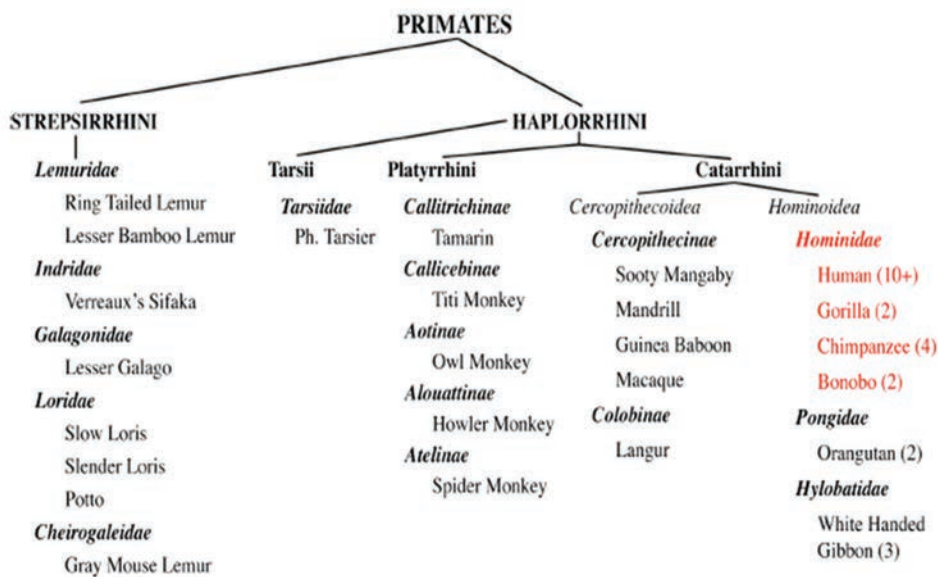 PRIMATES
STREPSIRRHINI
Lemuridae
Ring Tailed Lemur
Lesser Bamboo Lemur
Indridae
Verreaux's Sifaka
Galagonidae
Lesser Galago
Loridae
Slow Loris
Slender Loris
Potto
Cheirogaleidae
Gray Mouse Lemur
HAPLORRHINI
Tarsii
Tarsiidae
Ph. Tarsier
Platyrrhini
Callitrichinae
Tamarin
Callicebinae
Titi Monkey
Aotinae
Owl Monkey
Alouattinae
Howler Monkey
Atelinae
Spider Monkey
Catarrhini
Cercopithecoidea
Cercopithecinae
Sooty Mangaby
Mandrill
Guinea Baboon
Macaque
Colobinae
Langur
Hominoidea
Hominidae
Human (10+)
Gorilla (2)
Chimpanzee (4)
Bonobo (2)
Pongidae
Orangutan (2)
Hylobatidae
White Handed
Gibbon (3)